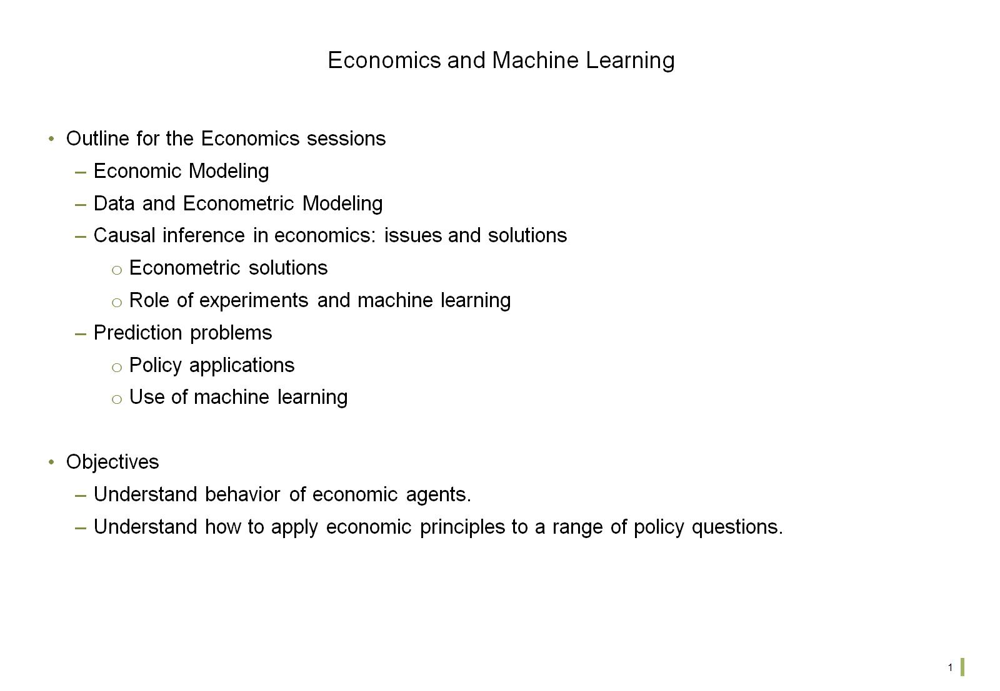 Economics and Machine Learning
• Outline for the Economics sessions
– Economic Modeling
– Data and Econometric Modeling
– Causal inference in economics: issues and solutions
o Econometric solutions
o Role of experiments and machine learning
– Prediction problems
o Policy applications
o Use of machine learning
• Objectives
– Understand behavior of economic agents.
– Understand how to apply economic principles to a range of policy questions.
1